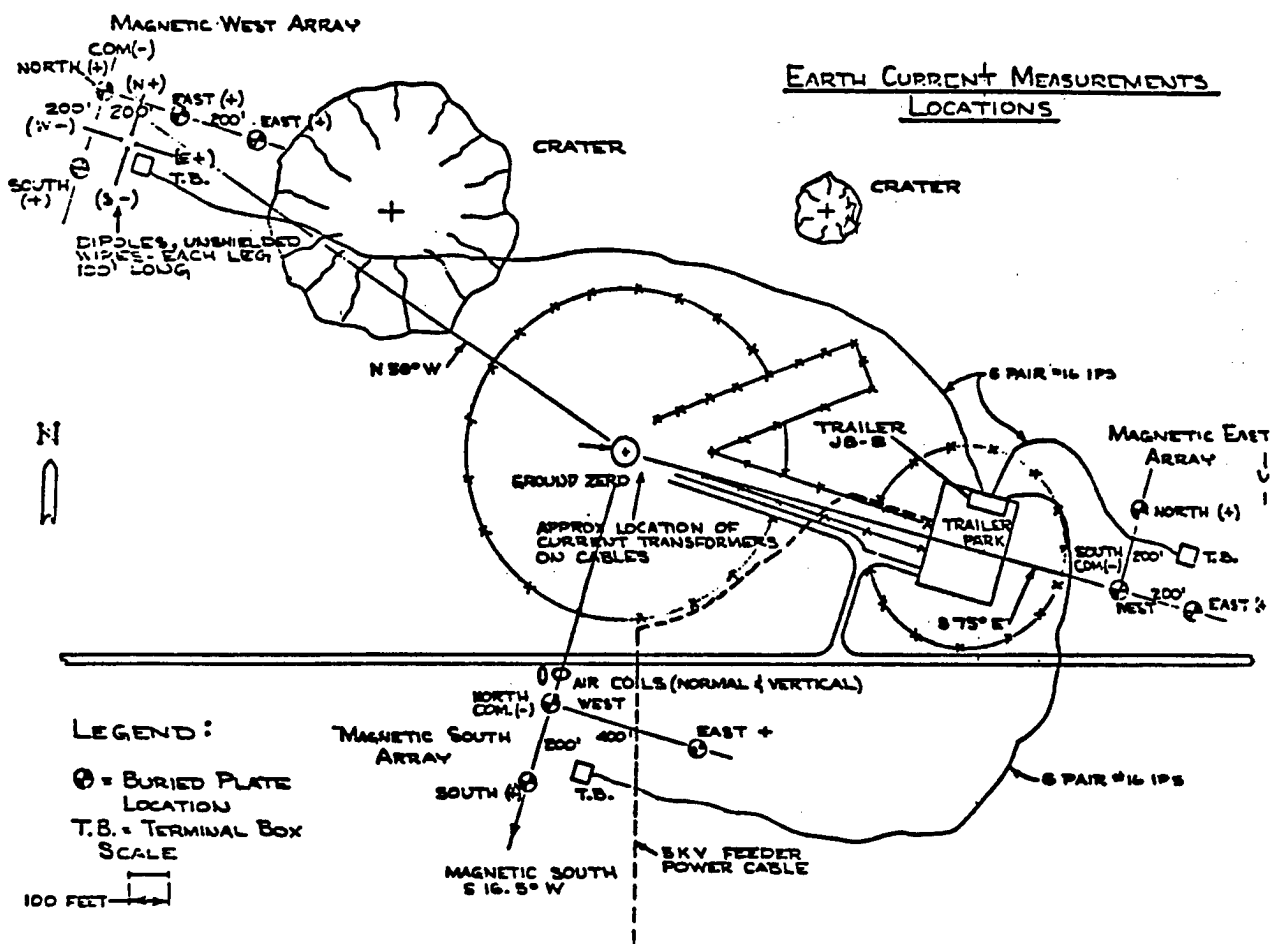 MAGNETIC WEST ARRAY
COM(-)
NORTH (+)
(N+)
EAST (+)
200'
200'
200'
EAST (+)
(W-)
(E+)
T.B.
SOUTH
(+)
(S-)
DIPOLES, UNSHIELDED
WIRES - EACH LEG
100' LONG
EARTH CURRENT MEASUREMENTS
LOCATIONS
CRATER
CRATER
N 50° W
6 PAIR #16 IPS
TRAILER
JB-8
MAGNETIC EAST
ARRAY
NORTH (+)
GROUND ZERO
APPROX LOCATION OF
CURRENT TRANSFORMERS
ON CABLES
TRAILER
PARK
SOUTH
COM(-)
200'
T.B.
WEST
200'
EAST +
S 75° E
N
AIR COILS (NORMAL & VERTICAL)
NORTH
COM. (-)
WEST
400'
EAST +
MAGNETIC SOUTH
ARRAY
200'
SOUTH (+)
T.B.
6 PAIR #16 IPS
MAGNETIC SOUTH
S 16.5° W
5KV FEEDER
POWER CABLE
LEGEND:
= BURIED PLATE
LOCATION
T.B. = TERMINAL BOX
SCALE
100 FEET